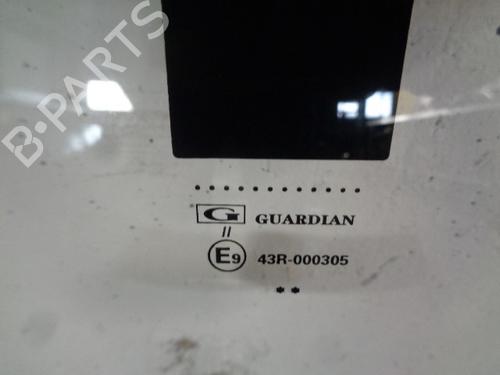 B-PARTS
G GUARDIAN
II
E9 43R-000305
**